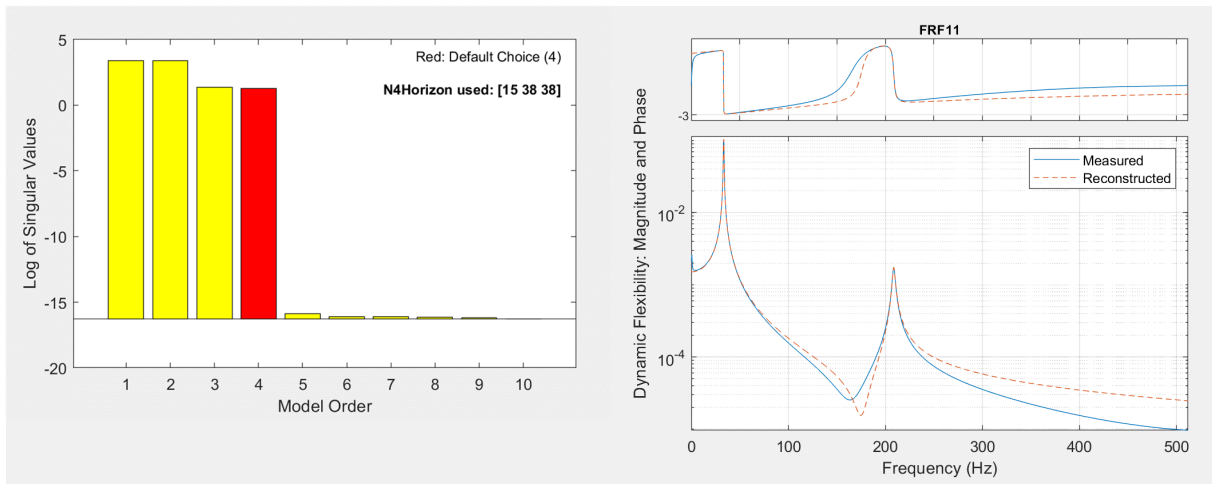 5
0
-5
-10
-15
-20
Log of Singular Values
Red: Default Choice (4)
N4Horizon used: [15 38 38]
1 2 3 4 5 6 7 8 9 10
Model Order
FRF11
-3
Dynamic Flexibility: Magnitude and Phase
Measured
Reconstructed
10-2
10-4
0 100 200 300 400 500
Frequency (Hz)